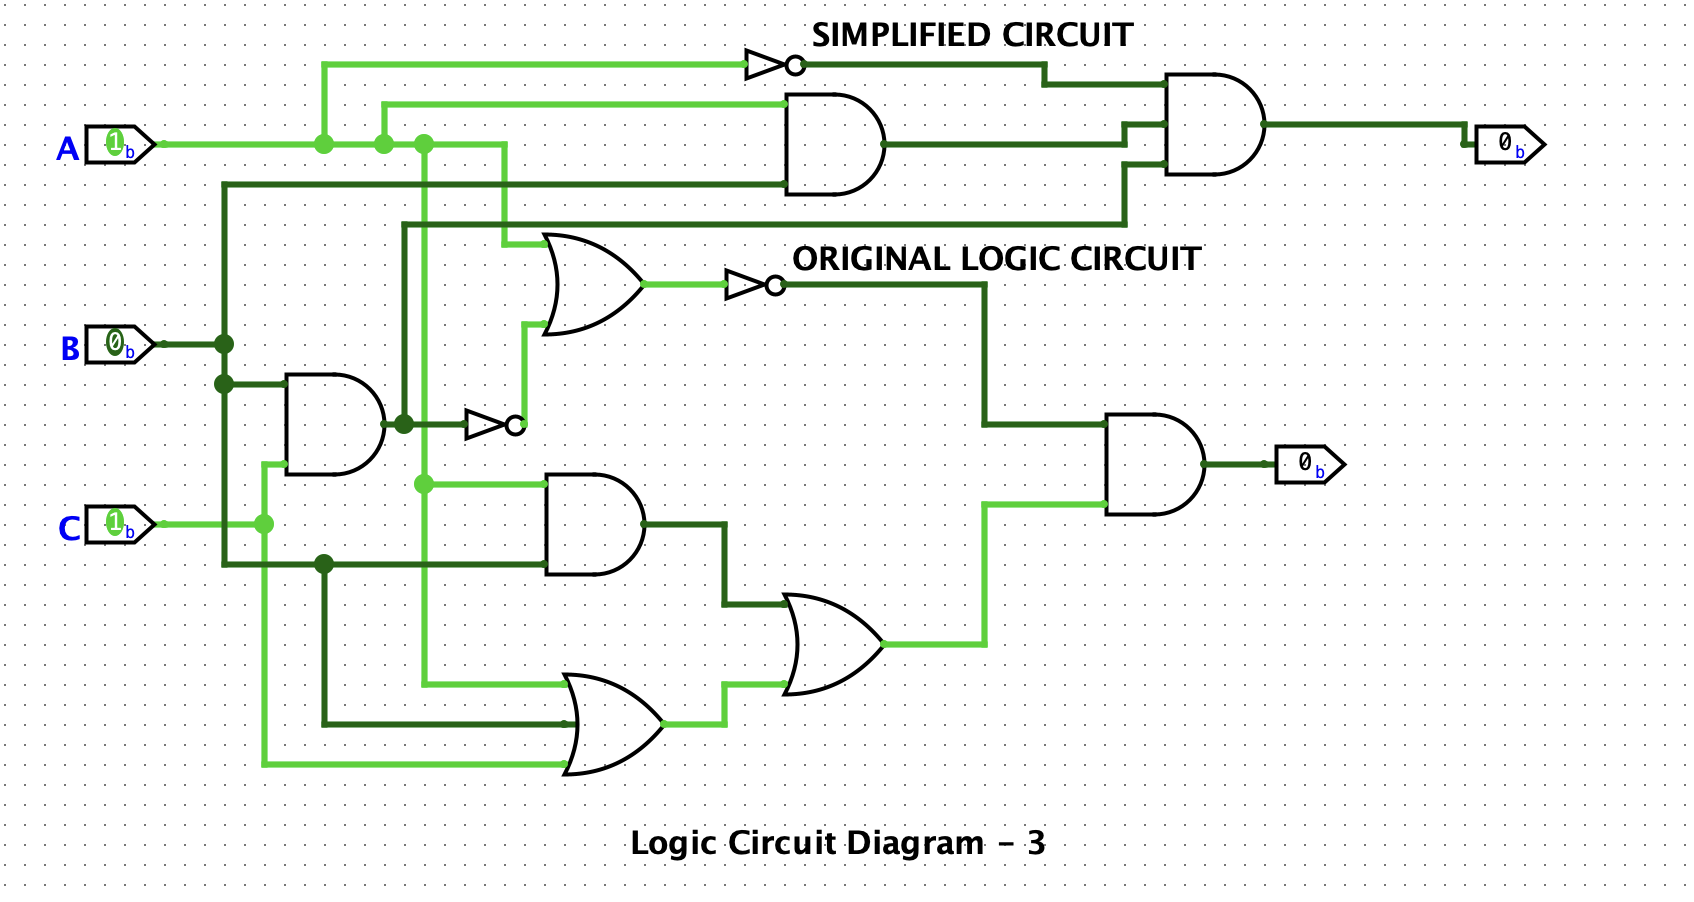 SIMPLIFIED CIRCUIT
A 1b
0b
ORIGINAL LOGIC CIRCUIT
B 0b
0b
C 1b
Logic Circuit Diagram - 3